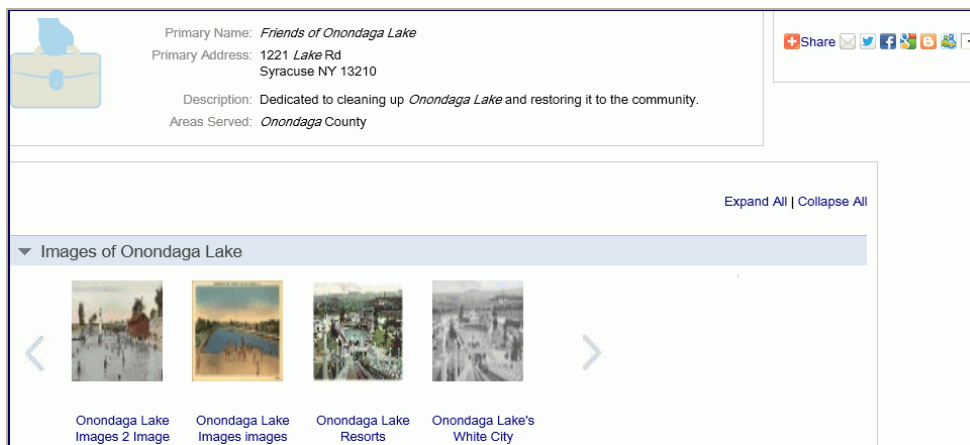 Primary Name: Friends of Onondaga Lake
Primary Address: 1221 Lake Rd
Syracuse NY 13210
Description: Dedicated to cleaning up Onondaga Lake and restoring it to the community.
Areas Served: Onondaga County
Share
Expand All | Collapse All
Images of Onondaga Lake
Onondaga Lake Images 2 Image
Onondaga Lake Images images
Onondaga Lake Resorts
Onondaga Lake's White City